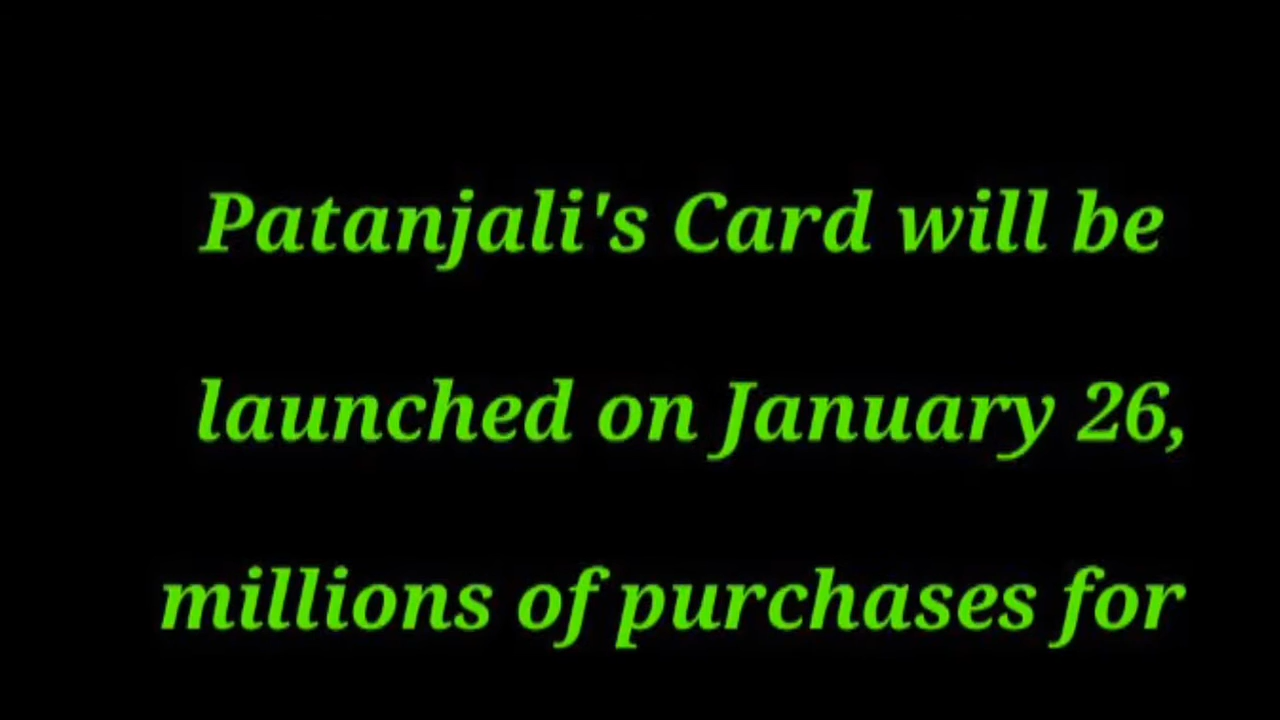 Patanjali's Card will be
launched on January 26,
millions of purchases for